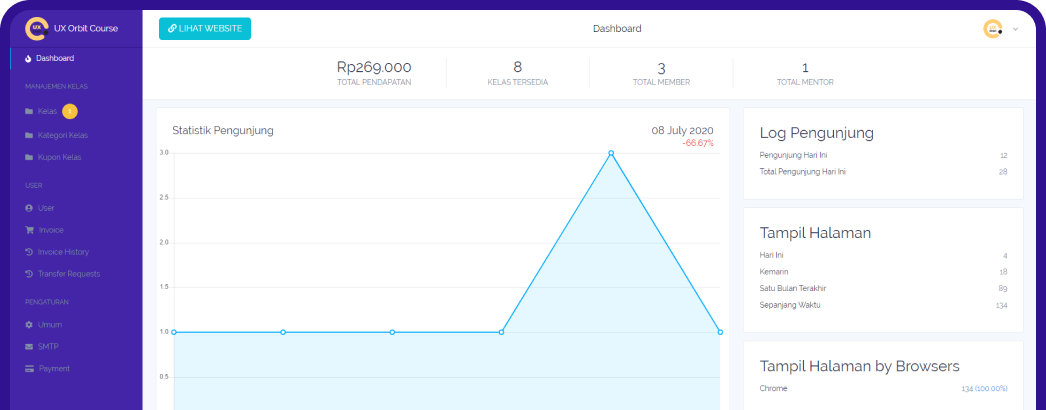 UX
UX Orbit Course
LIHAT WEBSITE
Dashboard
Dashboard
MANAJEMEN KELAS
Kelas
Kategori Kelas
Kupon Kelas
USER
User
Invoice
Invoice History
Transfer Requests
PENGATURAN
Umum
SMTP
Payment
Rp269.000
TOTAL PENDAPATAN
8
KELAS TERSEDIA
3
TOTAL MEMBER
1
TOTAL MENTOR
Statistik Pengunjung
08 July 2020
-66.67%
3.0
2.5
2.0
1.5
1.0
0.5
Log Pengunjung
Pengunjung Hari Ini 12
Total Pengunjung Hari Ini 28
Tampil Halaman
Hari Ini 4
Kemarin 18
Satu Bulan Terakhir 89
Sepanjang Waktu 134
Tampil Halaman by Browsers
Chrome 134 (100.00%)